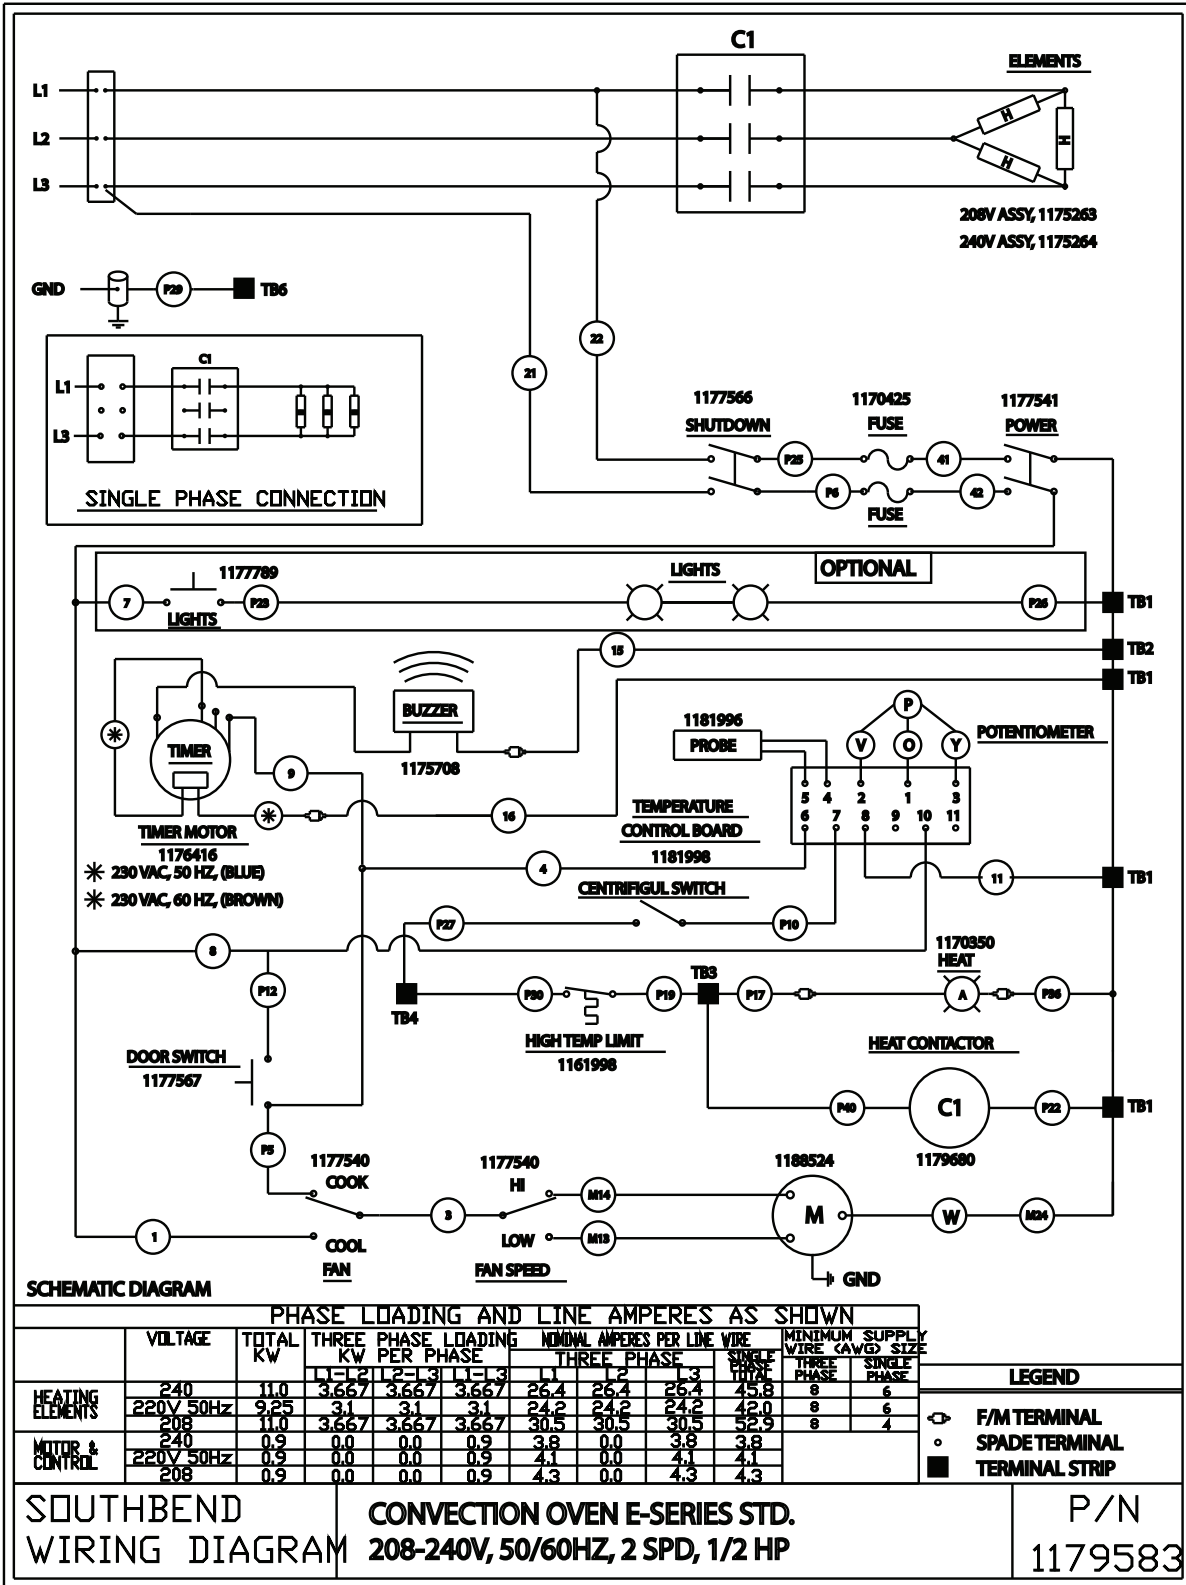 C1
ELEMENTS
L1
L2
L3
H
H
H
208V ASSY, 1175263
240V ASSY, 1175264
GND
P29
TB6
22
21
C1
L1
L3
SINGLE PHASE CONNECTION
1177566
SHUTDOWN
1170425
FUSE
1177541
POWER
P25
41
P6
42
FUSE
OPTIONAL
1177789
LIGHTS
7
P23
P26
TB1
LIGHTS
15
TB2
TB1
BUZZER
1175708
TIMER
9
16
TIMER MOTOR
1176416
230 VAC, 50 HZ, (BLUE)
230 VAC, 60 HZ, (BROWN)
1181996
PROBE
P
V O Y
POTENTIOMETER
5 4 2 1 3
6 7 8 9 10 11
TEMPERATURE
CONTROL BOARD
1181998
4
11
TB1
CENTRIFIGUL SWITCH
P27
P10
8
P12
1170350
HEAT
TB3
TB4
P30
P19
P17
A
P36
HIGH TEMP LIMIT
1161998
HEAT CONTACTOR
DOOR SWITCH
1177567
P40
C1
P22
TB1
1179680
P5
1177540
COOK
1177540
HI
M14
1188524
3
M
W
M24
1
COOL
LOW
M13
FAN
FAN SPEED
GND
SCHEMATIC DIAGRAM
PHASE LOADING AND LINE AMPERES AS SHOWN
VOLTAGE
TOTAL KW
THREE PHASE LOADING
KW PER PHASE
L1-L2 L2-L3 L1-L3
NOMINAL AMPERES PER LINE WIRE
THREE PHASE
L1 L2 L3
SINGLE PHASE TOTAL
MINIMUM SUPPLY
WIRE (AWG) SIZE
THREE PHASE
SINGLE PHASE
HEATING ELEMENTS
240 11.0 3.667 3.667 3.667 26.4 26.4 26.4 45.8 8 6
220V 50Hz 9.25 3.1 3.1 3.1 24.2 24.2 24.2 42.0 8 6
208 11.0 3.667 3.667 3.667 30.5 30.5 30.5 52.9 8 4
MOTOR & CONTROL
240 0.9 0.0 0.0 0.9 3.8 0.0 3.8 3.8
220V 50Hz 0.9 0.0 0.0 0.9 4.1 0.0 4.1 4.1
208 0.9 0.0 0.0 0.9 4.3 0.0 4.3 4.3
LEGEND
F/M TERMINAL
SPADE TERMINAL
TERMINAL STRIP
SOUTHBEND
WIRING DIAGRAM
CONVECTION OVEN E-SERIES STD.
208-240V, 50/60HZ, 2 SPD, 1/2 HP
P/N
1179583